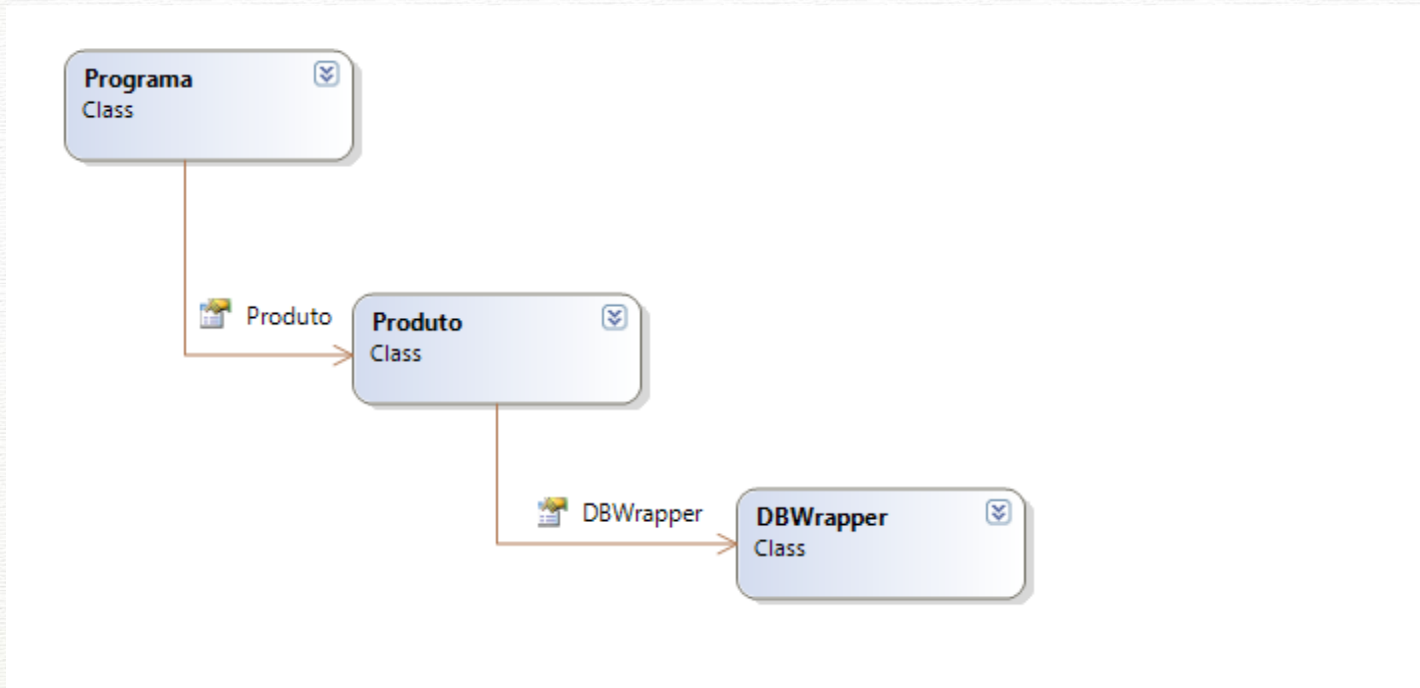 Programa
Class
Produto
Produto
Class
DBWrapper
DBWrapper
Class